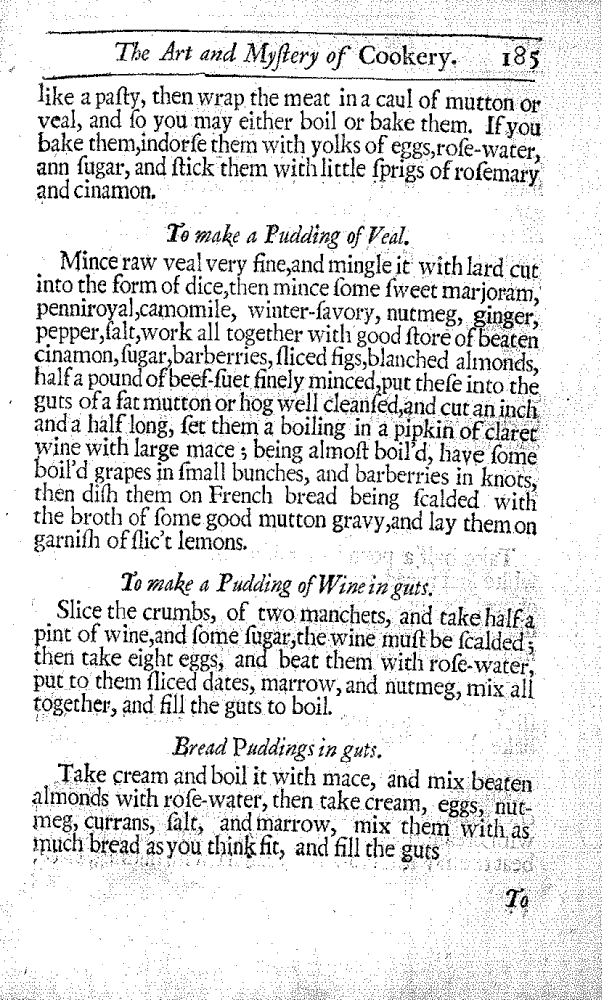 The Art and Myſtery of Cookery. 185
like a paſty, then wrap the meat in a caul of mutton or
veal, and ſo you may either boil or bake them. If you
bake them,indorſe them with yolks of eggs,roſe-water,
ann ſugar, and ſtick them with little ſprigs of roſemary
and cinamon.
To make a Pudding of Veal.
Mince raw veal very fine,and mingle it with lard cut
into the form of dice,then mince ſome ſweet marjoram,
penniroyal,camomile, winter-ſavory, nutmeg, ginger,
pepper,ſalt,work all together with good ſtore of beaten
cinamon,ſugar,barberries, ſliced figs,blanched almonds,
half a pound of beef-ſuet finely minced,put theſe into the
guts of a fat mutton or hog well cleanſed,and cut an inch
and a half long, ſet them a boiling in a pipkin of claret
wine with large mace ; being almoſt boil'd, have ſome
boil'd grapes in ſmall bunches, and barberries in knots,
then diſh them on French bread being ſcalded with
the broth of ſome good mutton gravy,and lay them on
garniſh of ſlic't lemons.
To make a Pudding of Wine in guts.
Slice the crumbs, of two manchets, and take half a
pint of wine,and ſome ſugar,the wine muſt be ſcalded ;
then take eight eggs, and beat them with roſe-water,
put to them ſliced dates, marrow, and nutmeg, mix all
together, and fill the guts to boil.
Bread Puddings in guts.
Take cream and boil it with mace, and mix beaten
almonds with roſe-water, then take cream, eggs, nut-
meg, currans, ſalt, and marrow, mix them with as
much bread as you think fit, and fill the guts
To